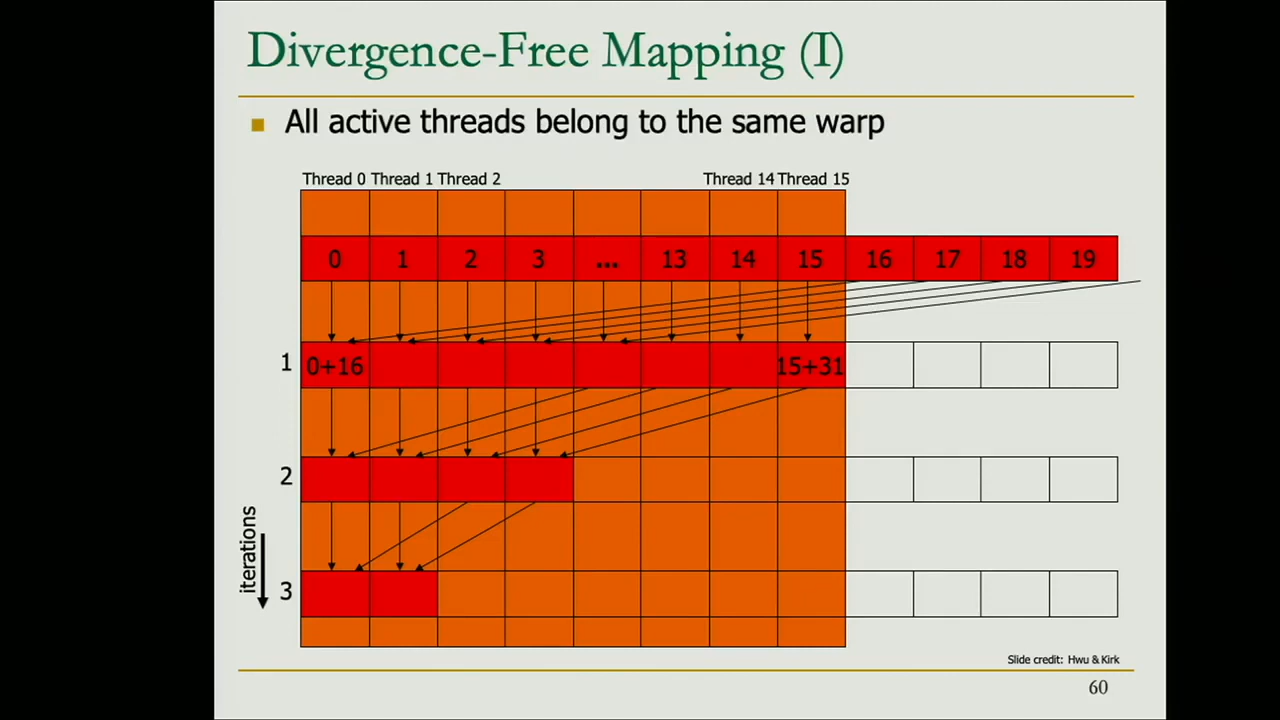 Divergence-Free Mapping (I)
All active threads belong to the same warp
Thread 0 Thread 1 Thread 2 Thread 14 Thread 15
0 1 2 3 ... 13 14 15 16 17 18 19
1 0+16 15+31
2
iterations
3
Slide credit: Hwu & Kirk
60